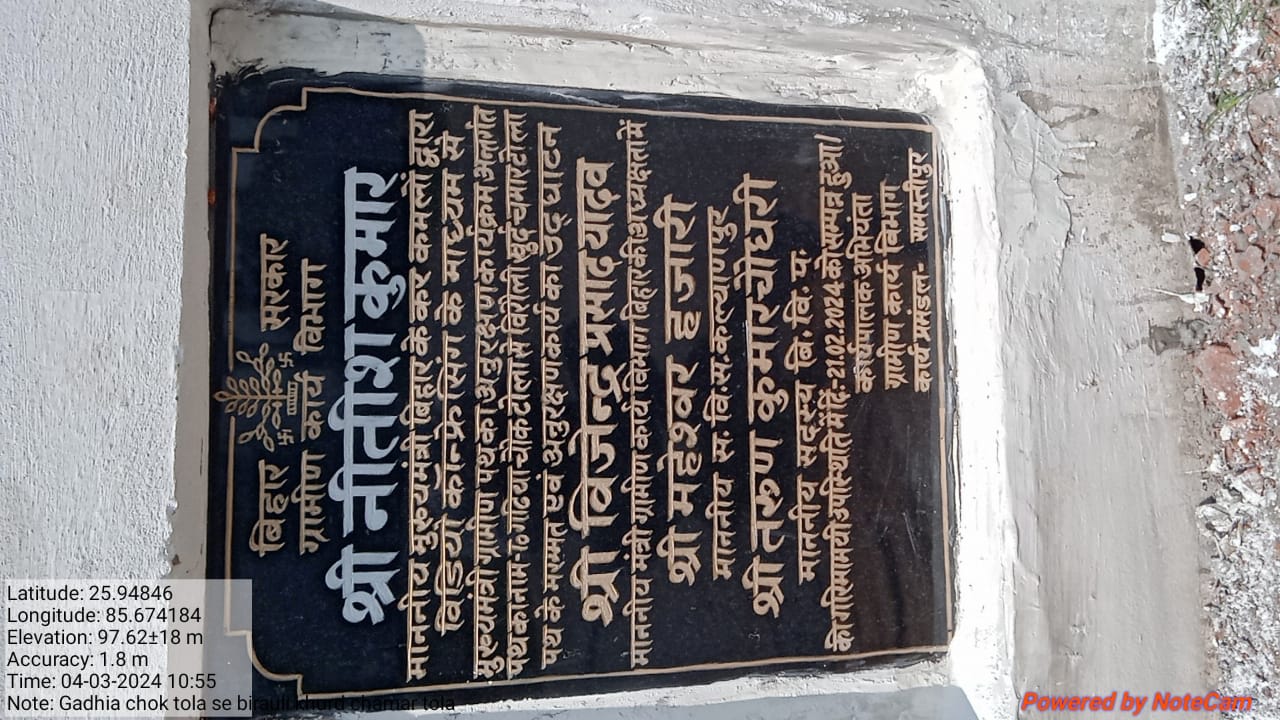 बिहार सरकार
ग्रामीण कार्य विभाग
श्री नीतीश कुमार
माननीय मुख्यमंत्री बिहार के कर कमलों द्वारा
विडियो कॉन्फ्रेंसिंग के माध्यम से
मुख्यमंत्री ग्रामीण पथ का अनुरक्षण कार्यक्रम अन्तर्गत
पथ का नाम गढिया चौक टोला से बिरौली खुर्द चमार टोला
पथ के मरम्मत एवं अनुरक्षण कार्य का उद् घाटन
श्री विजेन्द्र प्रसाद यादव
माननीय मंत्री ग्रामीण कार्य विभाग बिहार की अध्यक्षता में
श्री महेश्वर हजारी
माननीय स. वि. स. कल्याणपुर
श्री तरूण कुमार चौधरी
माननीय सदस्य बि. वि. प.
की गरिमामयी उपस्थिति में दि:-21.02.2024 को सम्पन्न हुआ।
कार्यपालक अभियंता
ग्रामीण कार्य विभाग
कार्य प्रमंडल- समस्तीपुर
Latitude: 25.94846
Longitude: 85.674184
Elevation: 97.62±18 m
Accuracy: 1.8 m
Time: 04-03-2024 10:55
Note: Gadhia chok tola se birauli khurd chamar tola
Powered by NoteCam